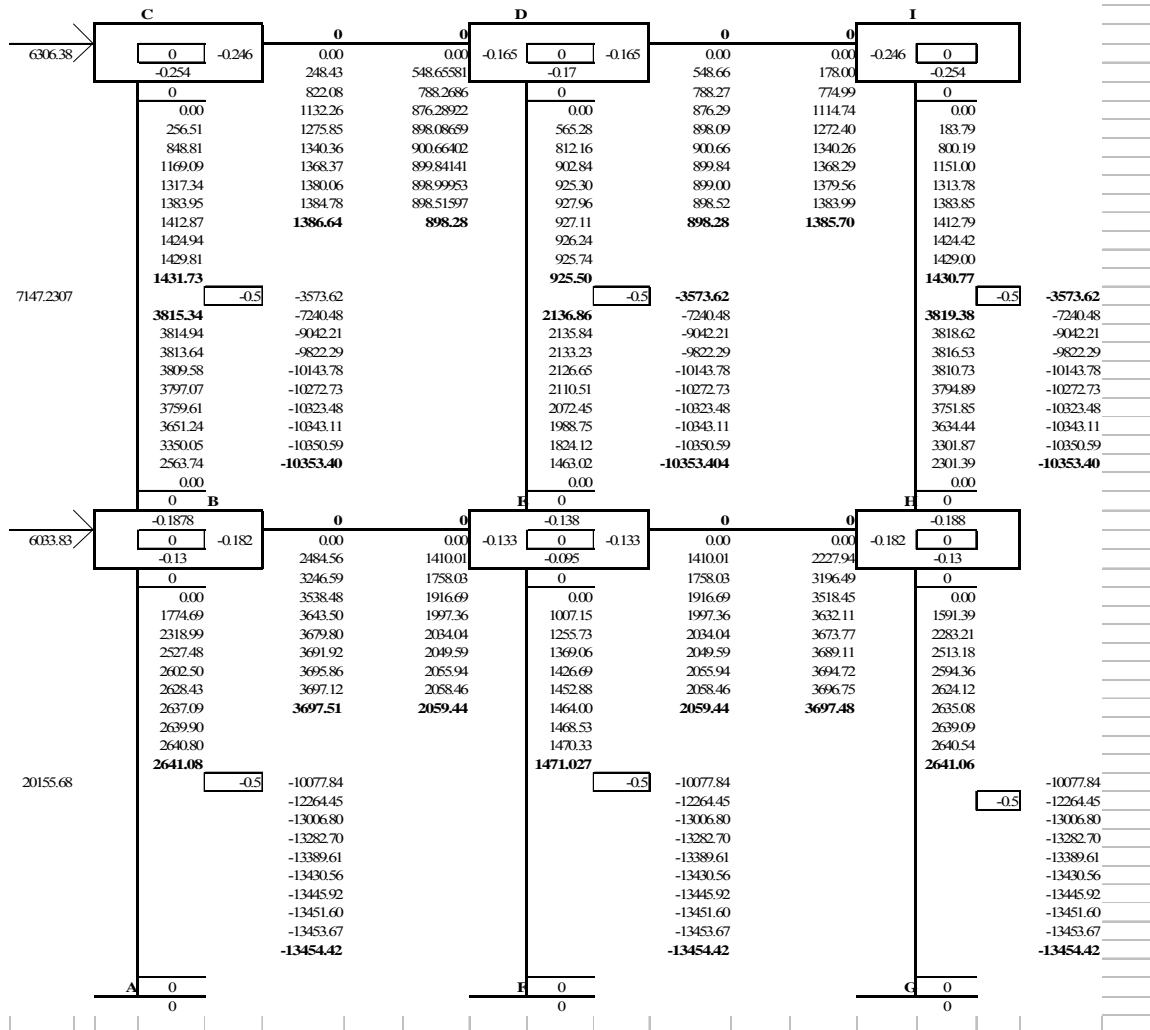 C D I
0 0 0 0
6306.38 0 -0.246 0.00 0.00 -0.165 0 -0.165 0.00 0.00 -0.246 0
-0.254 248.43 548.65581 -0.17 548.66 178.00 -0.254
0 822.08 788.2686 0 788.27 774.99 0
0.00 1132.26 876.28922 0.00 876.29 1114.74 0.00
256.51 1275.85 898.08659 565.28 898.09 1272.40 183.79
848.81 1340.36 900.66402 812.16 900.66 1340.26 800.19
1169.09 1368.37 899.84141 902.84 899.84 1368.29 1151.00
1317.34 1380.06 898.99953 925.30 899.00 1379.56 1313.78
1383.95 1384.78 898.51597 927.96 898.52 1383.99 1383.85
1412.87 1386.64 898.28 927.11 898.28 1385.70 1412.79
1424.94 926.24 1424.42
1429.81 925.74 1429.00
1431.73 925.50 1430.77
7147.2307 -0.5 -3573.62 -0.5 -3573.62 -0.5 -3573.62
3815.34 -7240.48 2136.86 -7240.48 3819.38 -7240.48
3814.94 -9042.21 2135.84 -9042.21 3818.62 -9042.21
3813.64 -9822.29 2133.23 -9822.29 3816.53 -9822.29
3809.58 -10143.78 2126.65 -10143.78 3810.73 -10143.78
3797.07 -10272.73 2110.51 -10272.73 3794.89 -10272.73
3759.61 -10323.48 2072.45 -10323.48 3751.85 -10323.48
3651.24 -10343.11 1988.75 -10343.11 3634.44 -10343.11
3350.05 -10350.59 1824.12 -10350.59 3301.87 -10350.59
2563.74 -10353.40 1463.02 -10353.404 2301.39 -10353.40
0.00 0.00 0.00
0 B E 0 H 0
-0.1878 0 0 -0.138 0 0 -0.188
6033.83 0 -0.182 0.00 0.00 -0.133 0 -0.133 0.00 0.00 -0.182 0
-0.13 2484.56 1410.01 -0.095 1410.01 2227.94 -0.13
0 3246.59 1758.03 0 1758.03 3196.49 0
0.00 3538.48 1916.69 0.00 1916.69 3518.45 0.00
1774.69 3643.50 1997.36 1007.15 1997.36 3632.11 1591.39
2318.99 3679.80 2034.04 1255.73 2034.04 3673.77 2283.21
2527.48 3691.92 2049.59 1369.06 2049.59 3689.11 2513.18
2602.50 3695.86 2055.94 1426.69 2055.94 3694.72 2594.36
2628.43 3697.12 2058.46 1452.88 2058.46 3696.75 2624.12
2637.09 3697.51 2059.44 1464.00 2059.44 3697.48 2635.08
2639.90 1468.53 2639.09
2640.80 1470.33 2640.54
2641.08 1471.027 2641.06
20155.68 -0.5 -10077.84 -0.5 -10077.84 -10077.84
-12264.45 -12264.45 -0.5 -12264.45
-13006.80 -13006.80 -13006.80
-13282.70 -13282.70 -13282.70
-13389.61 -13389.61 -13389.61
-13430.56 -13430.56 -13430.56
-13445.92 -13445.92 -13445.92
-13451.60 -13451.60 -13451.60
-13453.67 -13453.67 -13453.67
-13454.42 -13454.42 -13454.42
A 0 F 0 G 0
0 0 0